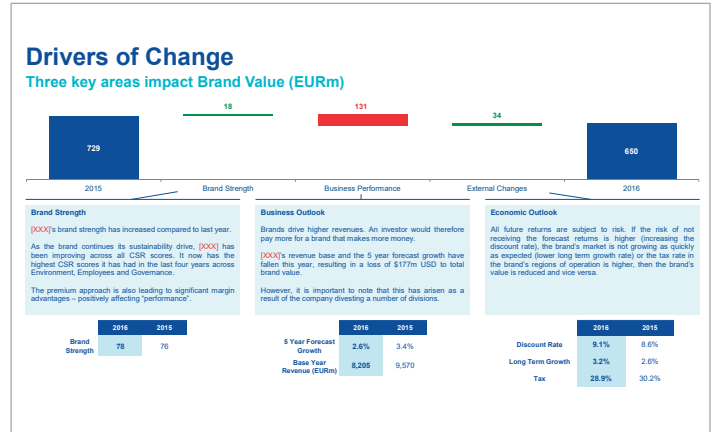 Drivers of Change
Three key areas impact Brand Value (EURm)
18
131
34
729
650
2015
Brand Strength
Business Performance
External Changes
2016
Brand Strength
[XXX]'s brand strength has increased compared to last year.
As the brand continues its sustainability drive, [XXX] has
been improving across all CSR scores. It now has the
highest CSR scores it has had in the last four years across
Environment, Employees and Governance.
The premium approach is also leading to significant margin
advantages – positively affecting "performance".
2016 2015
Brand
Strength
78 76
Business Outlook
Brands drive higher revenues. An investor would therefore
pay more for a brand that makes more money.
[XXX]'s revenue base and the 5 year forecast growth have
fallen this year, resulting in a loss of $177m USD to total
brand value.
However, it is important to note that this has arisen as a
result of the company divesting a number of divisions.
2016 2015
5 Year Forecast
Growth
2.6% 3.4%
Base Year
Revenue (EURm)
8,205 9,570
Economic Outlook
All future returns are subject to risk. If the risk of not
receiving the forecast returns is higher (increasing the
discount rate), the brand's market is not growing as quickly
as expected (lower long term growth rate) or the tax rate in
the brand's regions of operation is higher, then the brand's
value is reduced and vice versa.
2016 2015
Discount Rate 9.1% 8.6%
Long Term Growth 3.2% 2.6%
Tax 28.9% 30.2%